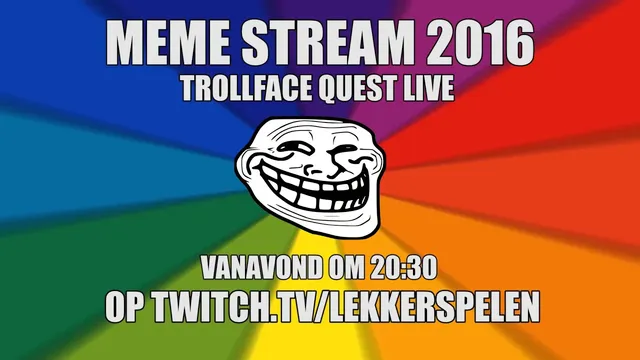 MEME STREAM 2016
TROLLFACE QUEST LIVE
VANAVOND OM 20:30
OP TWITCH.TV/LEKKERSPELEN